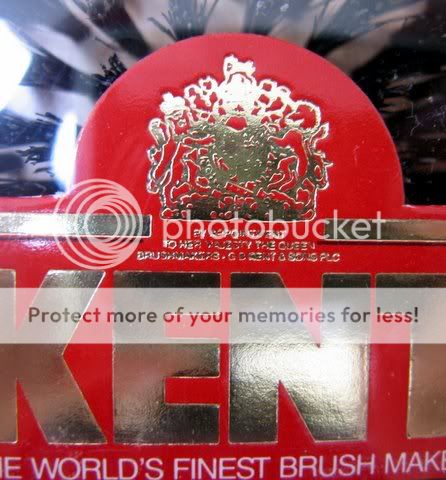 BY APPOINTMENT
TO HER MAJESTY THE QUEEN
BRUSHMAKERS · G B KENT & SONS PLC
photobucket
Protect more of your memories for less!
KENT
HE WORLD'S FINEST BRUSH MAKE